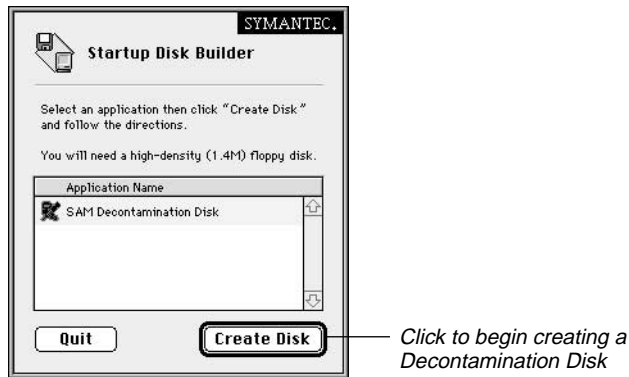 SYMANTEC.
Startup Disk Builder
Select an application then click "Create Disk"
and follow the directions.
You will need a high-density (1.4M) floppy disk.
Application Name
SAM Decontamination Disk
Quit
Create Disk
Click to begin creating a
Decontamination Disk